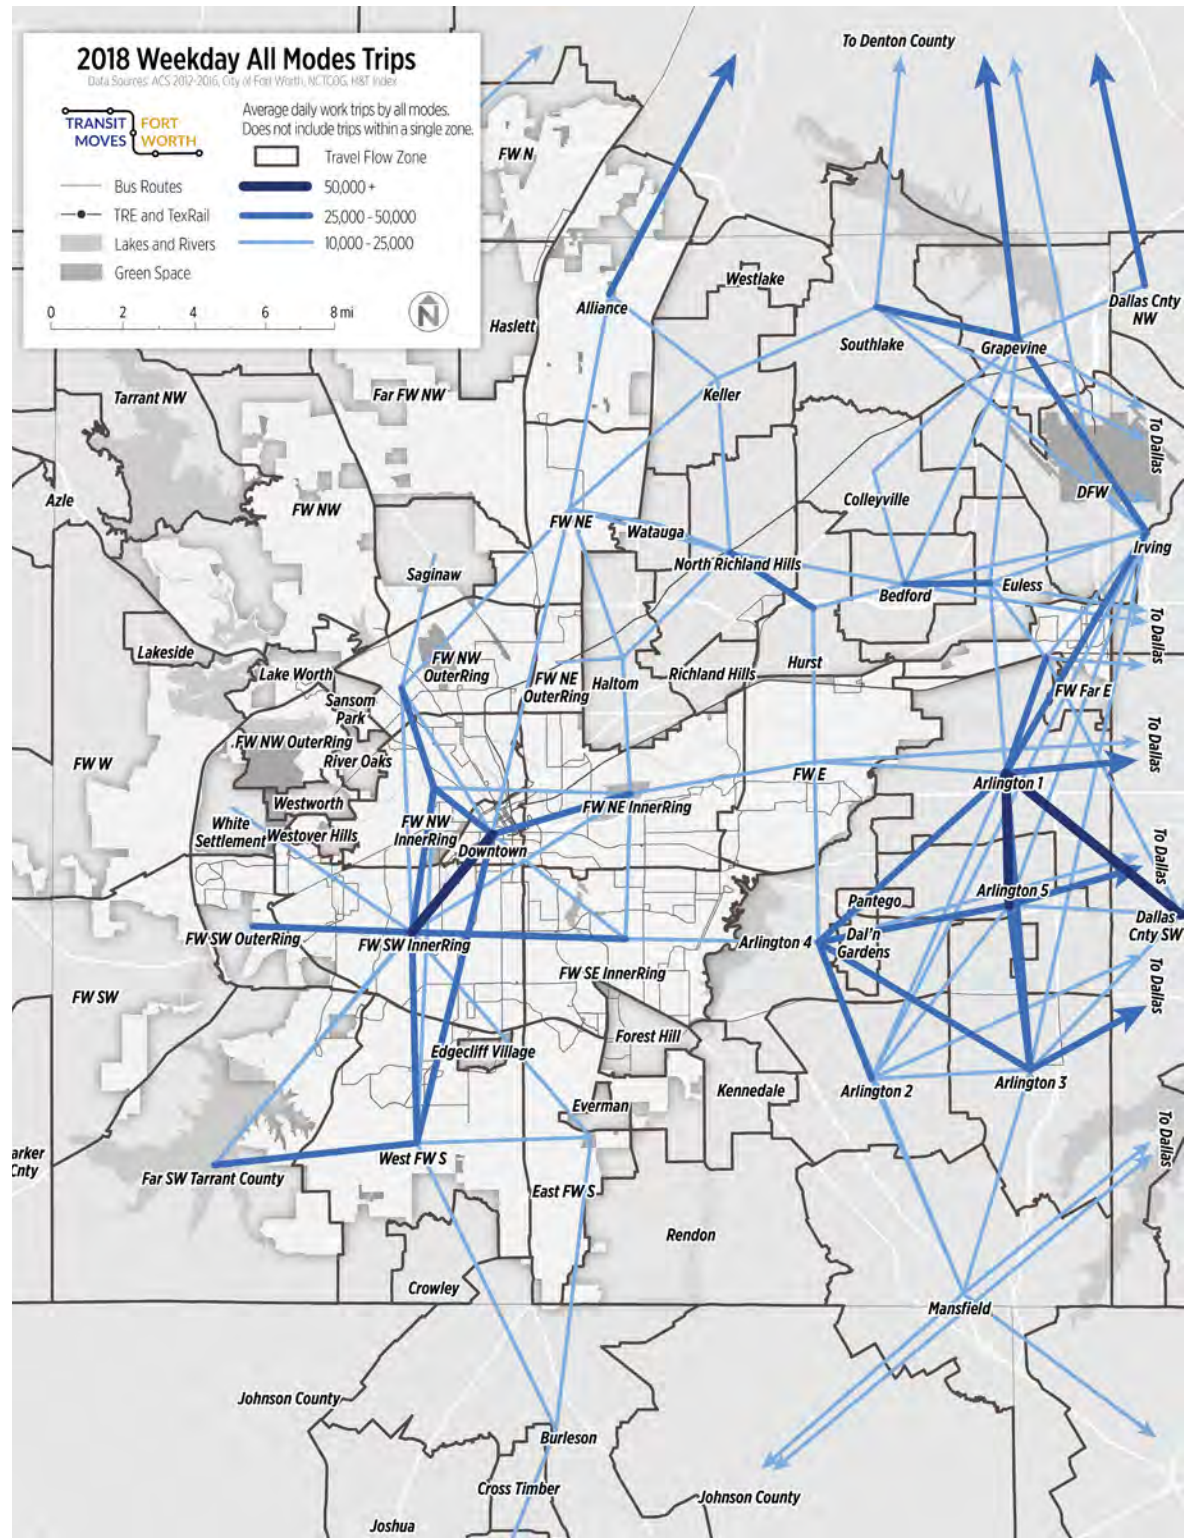 2018 Weekday All Modes Trips
Data Sources: ACS 2012-2016, City of Fort Worth, NCTCOG, H&T Index
TRANSIT MOVES
FORT WORTH
Average daily work trips by all modes.
Does not include trips within a single zone.
Travel Flow Zone
Bus Routes
50,000 +
TRE and TexRail
25,000 - 50,000
Lakes and Rivers
10,000 - 25,000
Green Space
0 2 4 6 8 mi
N
To Denton County
FW N
Westlake
Alliance
Dallas Cnty
NW
Haslett
Southlake
Grapevine
Tarrant NW
Far FW NW
Keller
To Dallas
Azle
FW NW
Colleyville
DFW
FW NE
Watauga
Irving
Saginaw
North Richland Hills
Bedford
Euless
To Dallas
Lakeside
Lake Worth
FW NW
OuterRing
FW NE
OuterRing
Haltom
Richland Hills
Hurst
FW Far E
Sansom
Park
FW NW OuterRing
River Oaks
To Dallas
FW W
FW E
Arlington 1
Westworth
FW NE InnerRing
White
Settlement
Westover Hills
FW NW
InnerRing
Downtown
To Dallas
Arlington 5
Pantego
Dallas
Cnty SW
FW SW OuterRing
FW SW InnerRing
Arlington 4
Dal'n
Gardens
FW SE InnerRing
To Dallas
FW SW
Forest Hill
Edgecliff Village
Kennedale
Arlington 2
Arlington 3
Everman
To Dallas
arker
Cnty
Far SW Tarrant County
West FW S
East FW S
Rendon
Crowley
Mansfield
Johnson County
Burleson
Cross Timber
Johnson County
Joshua